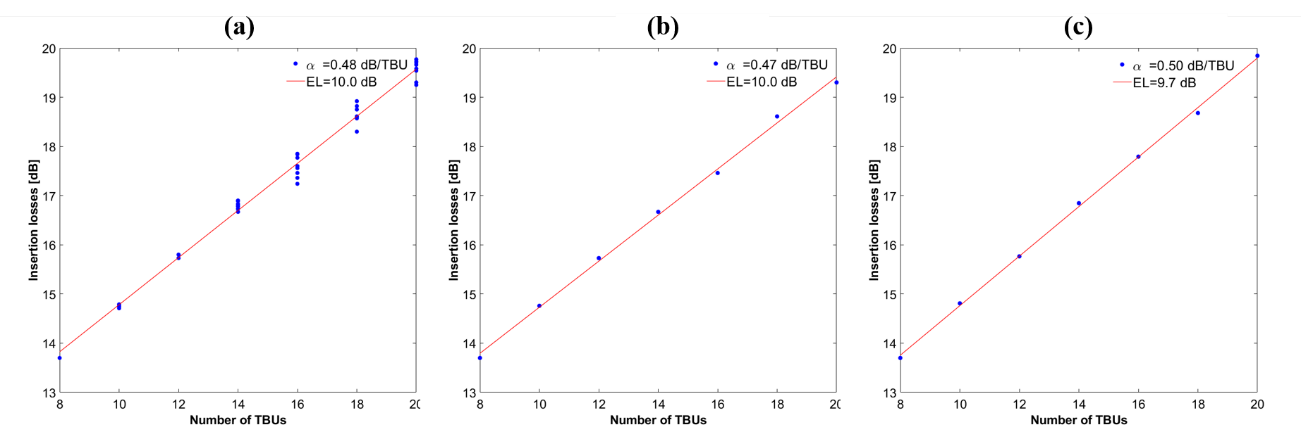 (a)
20
19
18
17
16
15
14
13
Insertion losses [dB]
α =0.48 dB/TBU
EL=10.0 dB
8 10 12 14 16 18 20
Number of TBUs
(b)
20
19
18
17
16
15
14
13
Insertion losses [dB]
α =0.47 dB/TBU
EL=10.0 dB
8 10 12 14 16 18 20
Number of TBUs
(c)
20
19
18
17
16
15
14
13
Insertion losses [dB]
α =0.50 dB/TBU
EL=9.7 dB
8 10 12 14 16 18 20
Number of TBUs